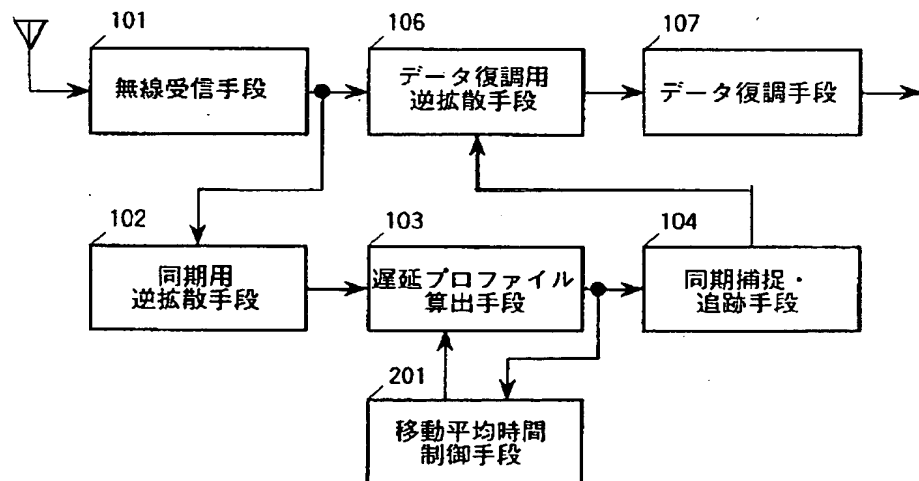 101
無線受信手段
106
データ復調用
逆拡散手段
107
データ復調手段
102
同期用
逆拡散手段
103
遅延プロファイル
算出手段
104
同期捕捉・
追跡手段
201
移動平均時間
制御手段